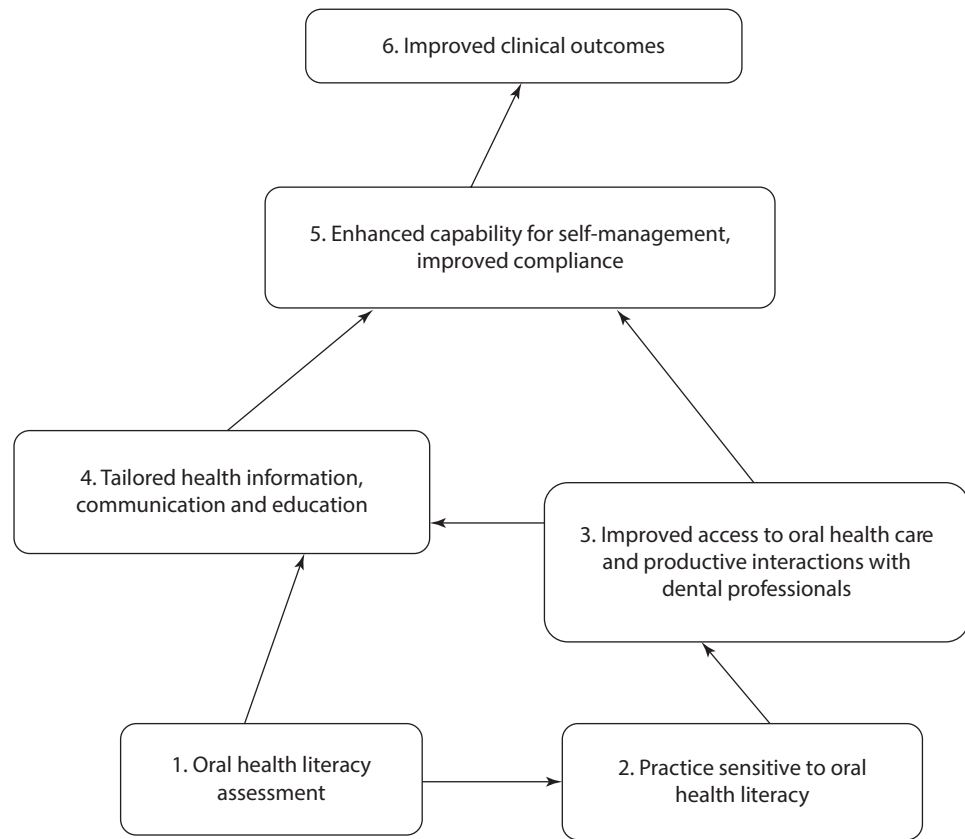 6. Improved clinical outcomes
5. Enhanced capability for self-management,
improved compliance
4. Tailored health information,
communication and education
3. Improved access to oral health care
and productive interactions with
dental professionals
1. Oral health literacy
assessment
2. Practice sensitive to oral
health literacy